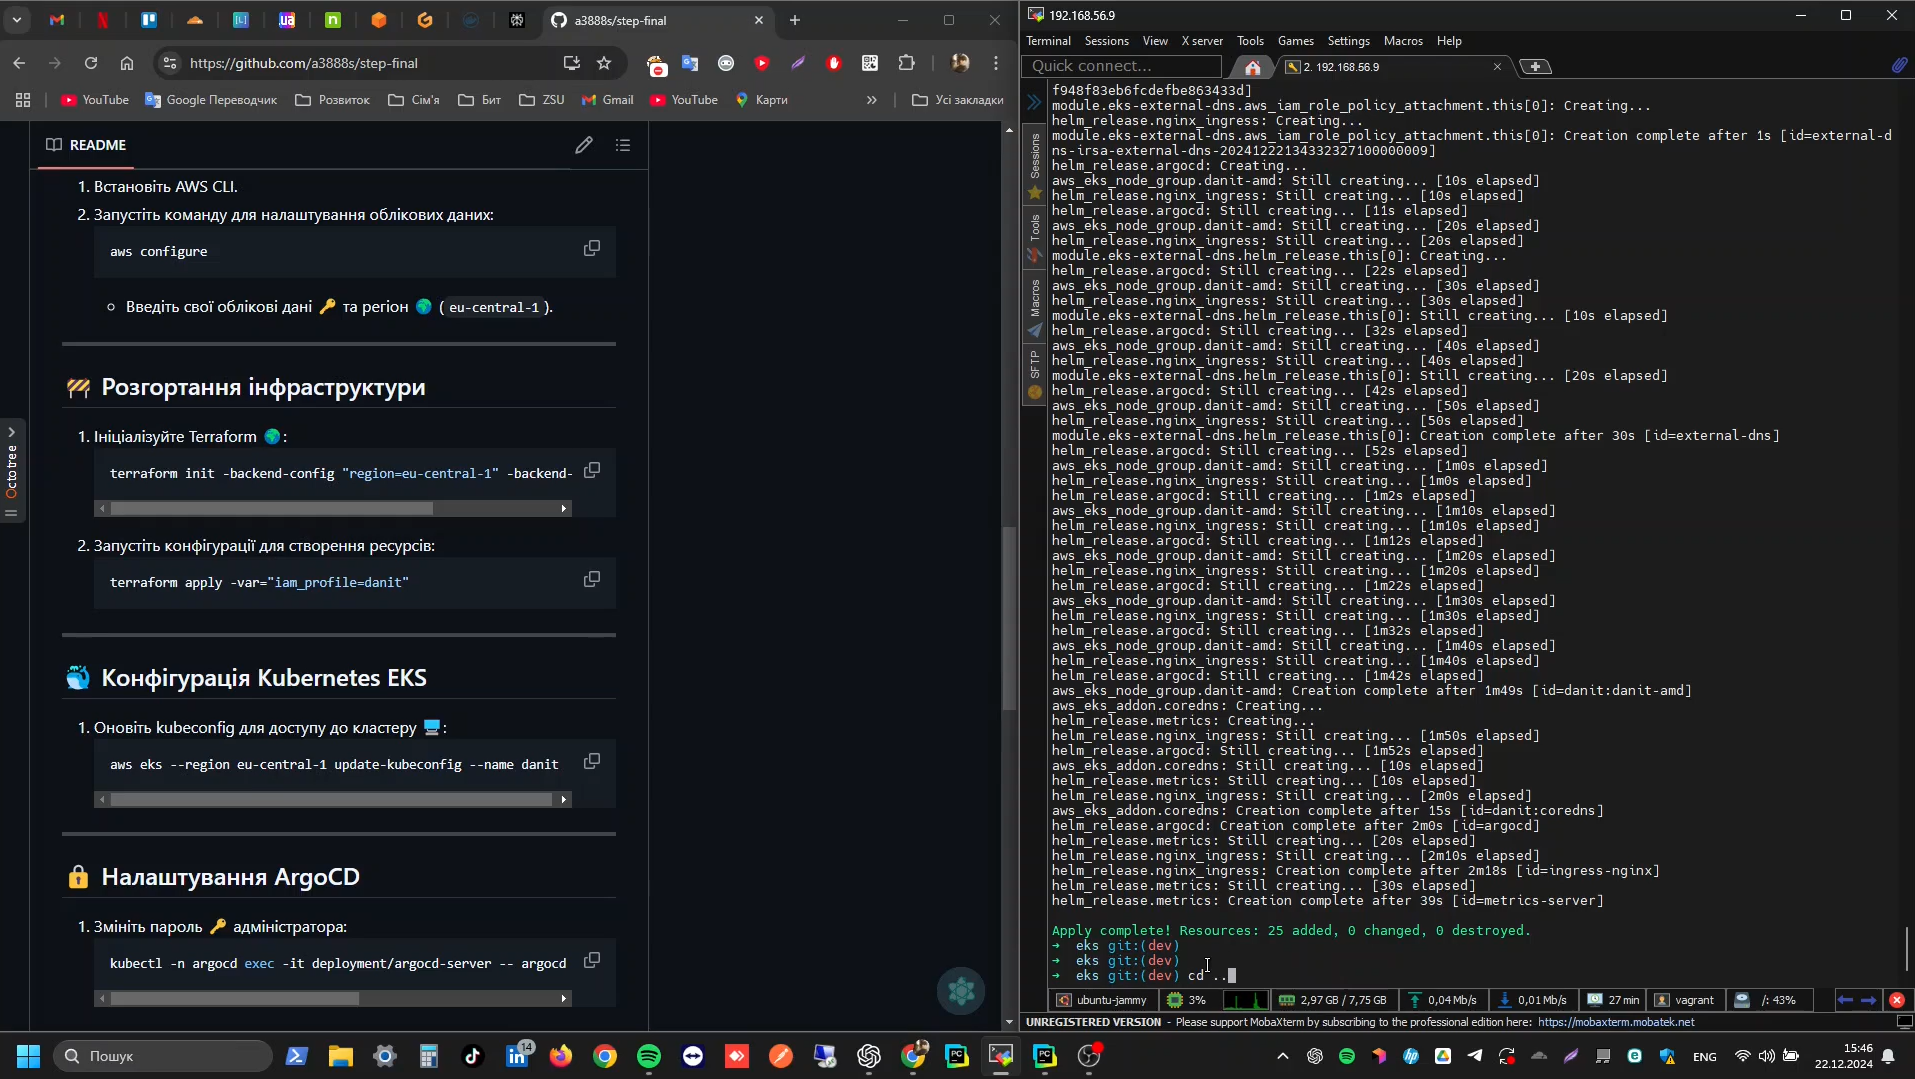 a3888s/step-final
https://github.com/a3888s/step-final
YouTube
Google Переводчик
Розвиток
Сім'я
Бит
ZSU
Gmail
YouTube
Карти
»
Усі закладки
README
1. Встановіть AWS CLI.
2. Запустіть команду для налаштування облікових даних:
aws configure
Введіть свої облікові дані 🔑 та регіон 🌍 ( eu-central-1 ).
🚧 Розгортання інфраструктури
1. Ініціалізуйте Terraform 🌍:
terraform init -backend-config "region=eu-central-1" -backend-
2. Запустіть конфігурації для створення ресурсів:
terraform apply -var="iam_profile=danit"
🐳 Конфігурація Kubernetes EKS
1. Оновіть kubeconfig для доступу до кластеру 💻:
aws eks --region eu-central-1 update-kubeconfig --name danit
🔒 Налаштування ArgoCD
1. Змініть пароль 🔑 адміністратора:
kubectl -n argocd exec -it deployment/argocd-server -- argocd
Octotree
192.168.56.9
Terminal Sessions View X server Tools Games Settings Macros Help
Quick connect...
2. 192.168.56.9
Sessions
Tools
Macros
SFTP
f948f83eb6fcdefbe863433d]
module.eks-external-dns.aws_iam_role_policy_attachment.this[0]: Creating...
helm_release.nginx_ingress: Creating...
module.eks-external-dns.aws_iam_role_policy_attachment.this[0]: Creation complete after 1s [id=external-d
ns-irsa-external-dns-20241222134332327100000009]
helm_release.argocd: Creating...
aws_eks_node_group.danit-amd: Still creating... [10s elapsed]
helm_release.nginx_ingress: Still creating... [10s elapsed]
helm_release.argocd: Still creating... [11s elapsed]
aws_eks_node_group.danit-amd: Still creating... [20s elapsed]
helm_release.nginx_ingress: Still creating... [20s elapsed]
module.eks-external-dns.helm_release.this[0]: Creating...
helm_release.argocd: Still creating... [22s elapsed]
aws_eks_node_group.danit-amd: Still creating... [30s elapsed]
helm_release.nginx_ingress: Still creating... [30s elapsed]
module.eks-external-dns.helm_release.this[0]: Still creating... [10s elapsed]
helm_release.argocd: Still creating... [32s elapsed]
aws_eks_node_group.danit-amd: Still creating... [40s elapsed]
helm_release.nginx_ingress: Still creating... [40s elapsed]
module.eks-external-dns.helm_release.this[0]: Still creating... [20s elapsed]
helm_release.argocd: Still creating... [42s elapsed]
aws_eks_node_group.danit-amd: Still creating... [50s elapsed]
helm_release.nginx_ingress: Still creating... [50s elapsed]
module.eks-external-dns.helm_release.this[0]: Creation complete after 30s [id=external-dns]
helm_release.argocd: Still creating... [52s elapsed]
aws_eks_node_group.danit-amd: Still creating... [1m0s elapsed]
helm_release.nginx_ingress: Still creating... [1m0s elapsed]
helm_release.argocd: Still creating... [1m2s elapsed]
aws_eks_node_group.danit-amd: Still creating... [1m10s elapsed]
helm_release.nginx_ingress: Still creating... [1m10s elapsed]
helm_release.argocd: Still creating... [1m12s elapsed]
aws_eks_node_group.danit-amd: Still creating... [1m20s elapsed]
helm_release.nginx_ingress: Still creating... [1m20s elapsed]
helm_release.argocd: Still creating... [1m22s elapsed]
aws_eks_node_group.danit-amd: Still creating... [1m30s elapsed]
helm_release.nginx_ingress: Still creating... [1m30s elapsed]
helm_release.argocd: Still creating... [1m32s elapsed]
aws_eks_node_group.danit-amd: Still creating... [1m40s elapsed]
helm_release.nginx_ingress: Still creating... [1m40s elapsed]
helm_release.argocd: Still creating... [1m42s elapsed]
aws_eks_node_group.danit-amd: Creation complete after 1m49s [id=danit:danit-amd]
aws_eks_addon.coredns: Creating...
helm_release.metrics: Creating...
helm_release.nginx_ingress: Still creating... [1m50s elapsed]
helm_release.argocd: Still creating... [1m52s elapsed]
aws_eks_addon.coredns: Still creating... [10s elapsed]
helm_release.metrics: Still creating... [10s elapsed]
helm_release.nginx_ingress: Still creating... [2m0s elapsed]
aws_eks_addon.coredns: Creation complete after 15s [id=danit:coredns]
helm_release.argocd: Creation complete after 2m0s [id=argocd]
helm_release.metrics: Still creating... [20s elapsed]
helm_release.nginx_ingress: Still creating... [2m10s elapsed]
helm_release.nginx_ingress: Creation complete after 2m18s [id=ingress-nginx]
helm_release.metrics: Still creating... [30s elapsed]
helm_release.metrics: Creation complete after 39s [id=metrics-server]
Apply complete! Resources: 25 added, 0 changed, 0 destroyed.
➜ eks git:(dev)
➜ eks git:(dev)
➜ eks git:(dev) cd ..
ubuntu-jammy 3% 2,97 GB / 7,75 GB 0,04 Mb/s 0,01 Mb/s 27 min vagrant /: 43%
UNREGISTERED VERSION - Please support MobaXterm by subscribing to the professional edition here: https://mobaxterm.mobatek.net
Пошук
14
ENG
15:46
22.12.2024